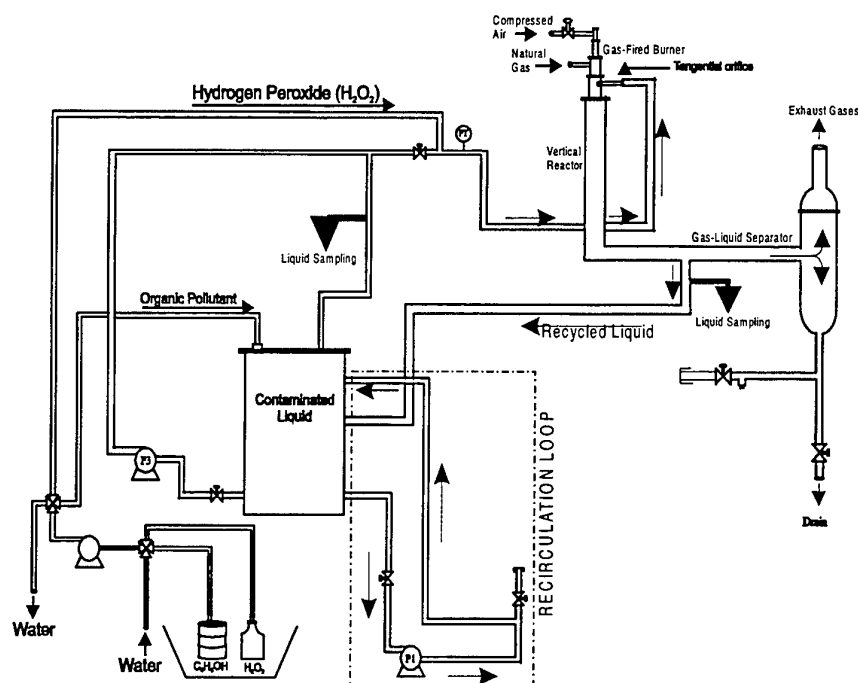 Compressed
Air
Gas-Fired Burner
Natural
Gas
Tangential orifice
Hydrogen Peroxide (H₂O₂)
Exhaust Gases
PT
Vertical
Reactor
Gas-Liquid Separator
Liquid Sampling
Organic Pollutant
Liquid Sampling
Recycled Liquid
Contaminated
Liquid
P3
RECIRCULATION LOOP
Drain
Water
Water
C₆H₅OH
H₂O₂
P1